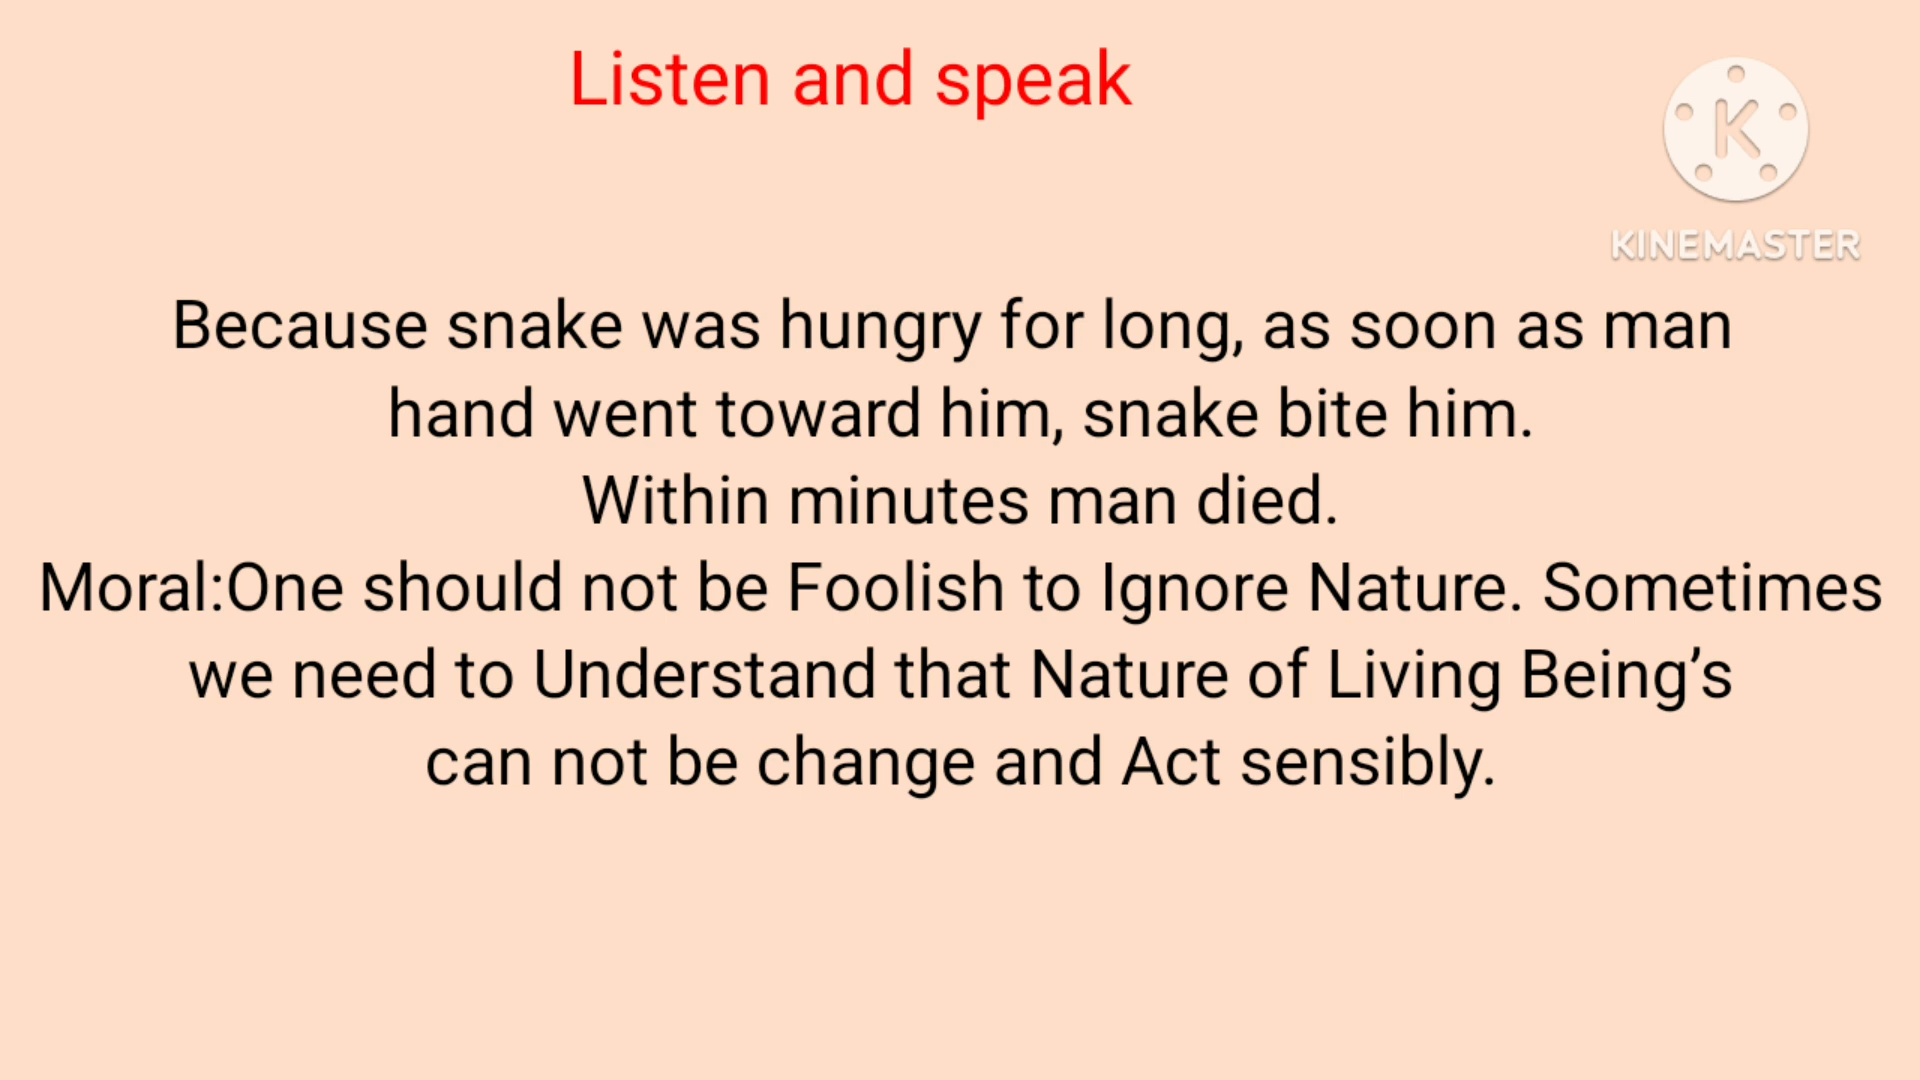 Listen and speak
K
KINEMASTER
Because snake was hungry for long, as soon as man
hand went toward him, snake bite him.
Within minutes man died.
Moral:One should not be Foolish to Ignore Nature. Sometimes
we need to Understand that Nature of Living Being’s
can not be change and Act sensibly.